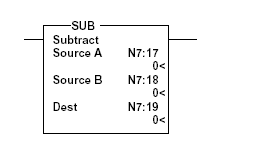 SUB
Subtract
Source A N7:17
0<
Source B N7:18
0<
Dest N7:19
0<